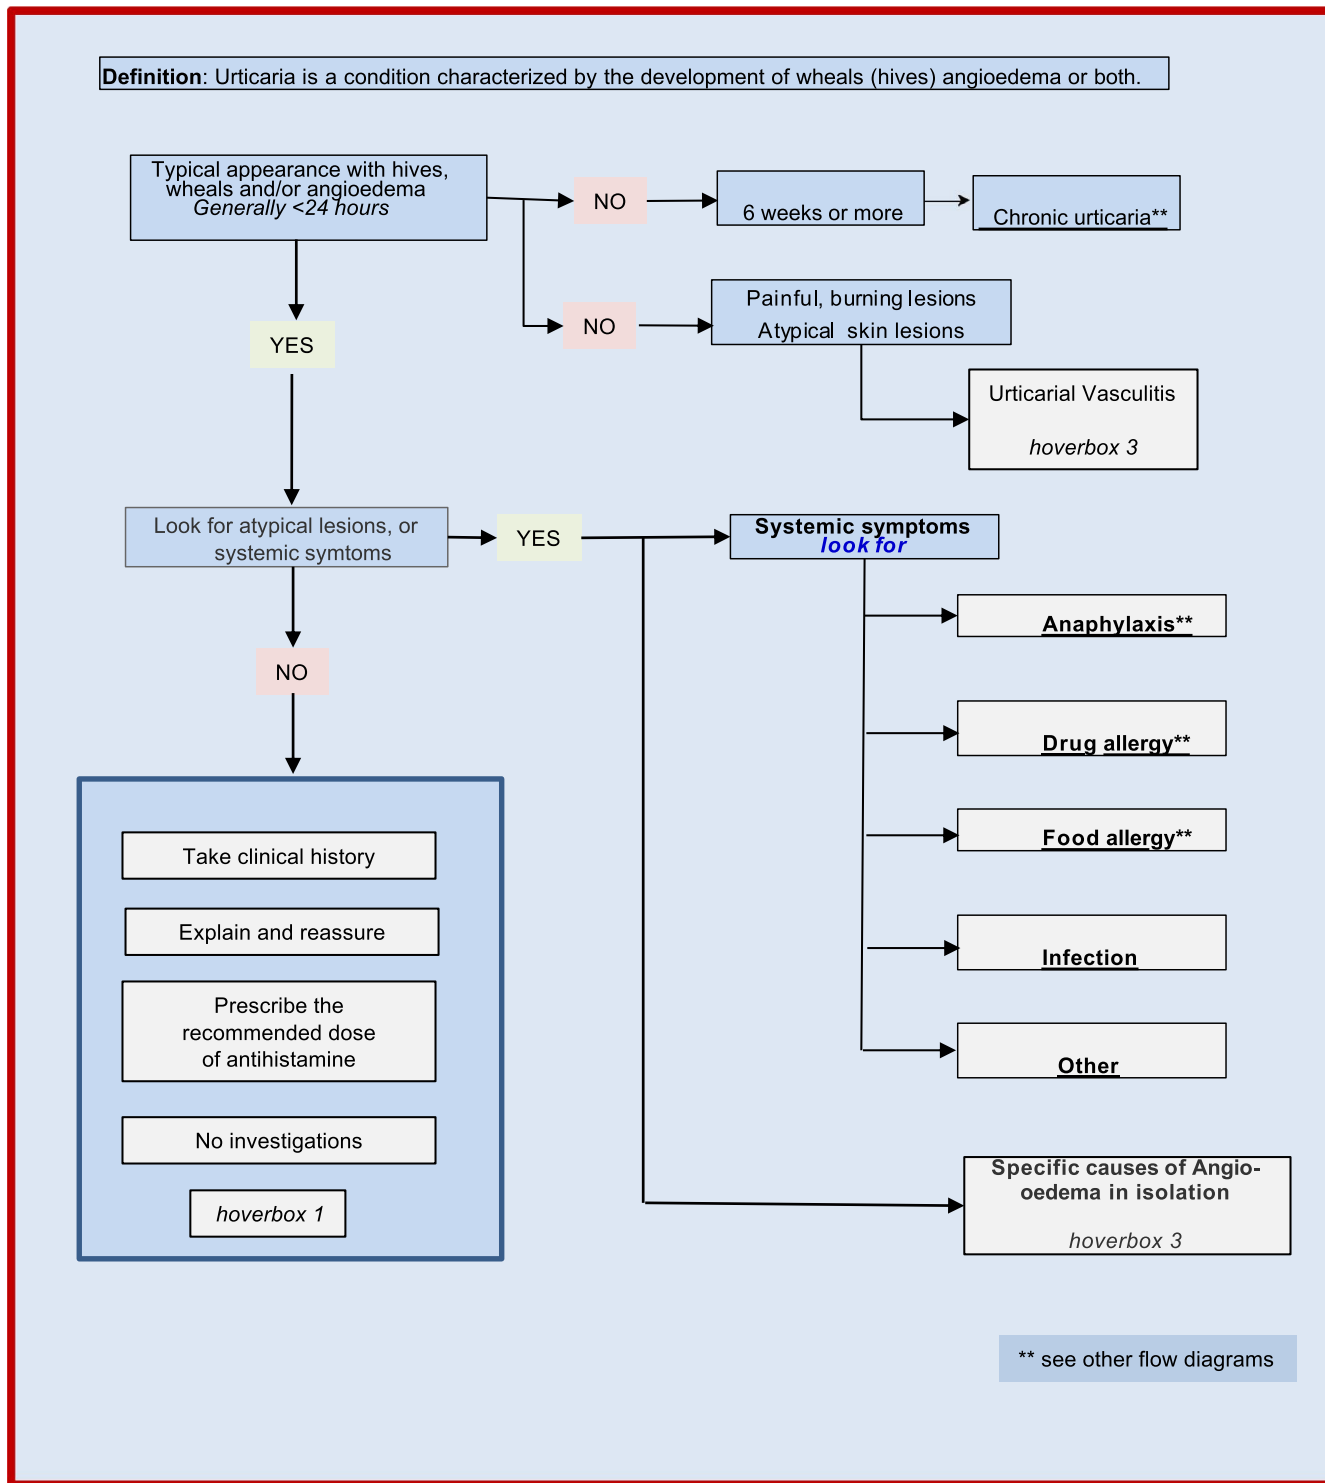 Definition: Urticaria is a condition characterized by the development of wheals (hives) angioedema or both.
Typical appearance with hives,
wheals and/or angioedema
Generally <24 hours
NO
6 weeks or more
Chronic urticaria**
NO
Painful, burning lesions
Atypical skin lesions
YES
Urticarial Vasculitis
hoverbox 3
Look for atypical lesions, or
systemic symtoms
YES
Systemic symptoms
look for
Anaphylaxis**
NO
Drug allergy**
Food allergy**
Infection
Other
Take clinical history
Explain and reassure
Prescribe the
recommended dose
of antihistamine
No investigations
hoverbox 1
Specific causes of Angio-
oedema in isolation
hoverbox 3
** see other flow diagrams